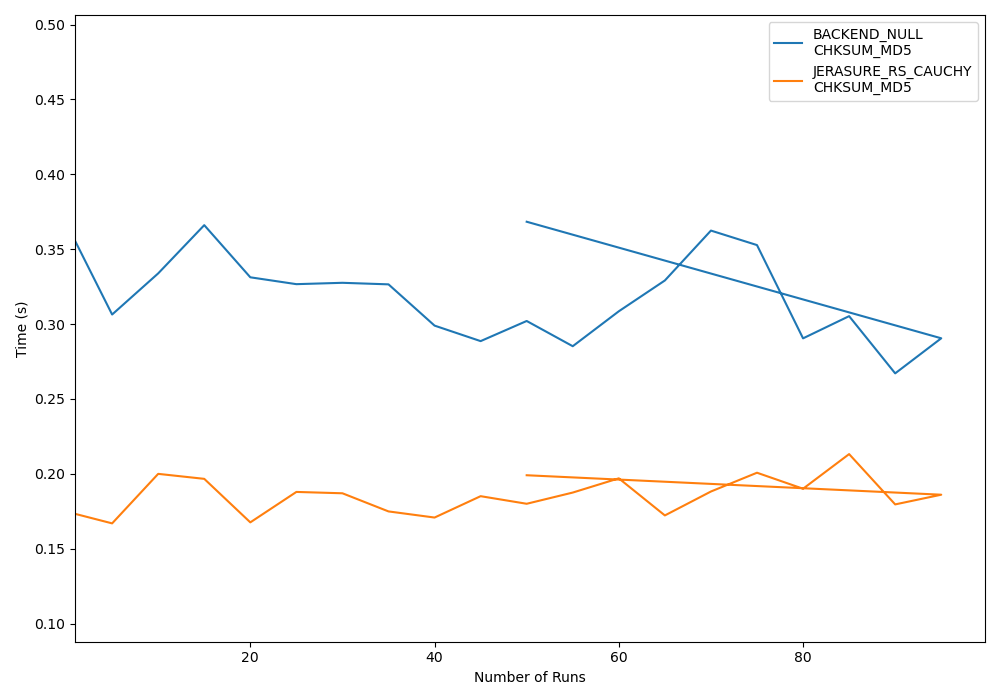 0.50
0.45
0.40
0.35
0.30
0.25
0.20
0.15
0.10
Time (s)
20
40
60
80
Number of Runs
BACKEND_NULL
CHKSUM_MD5
JERASURE_RS_CAUCHY
CHKSUM_MD5